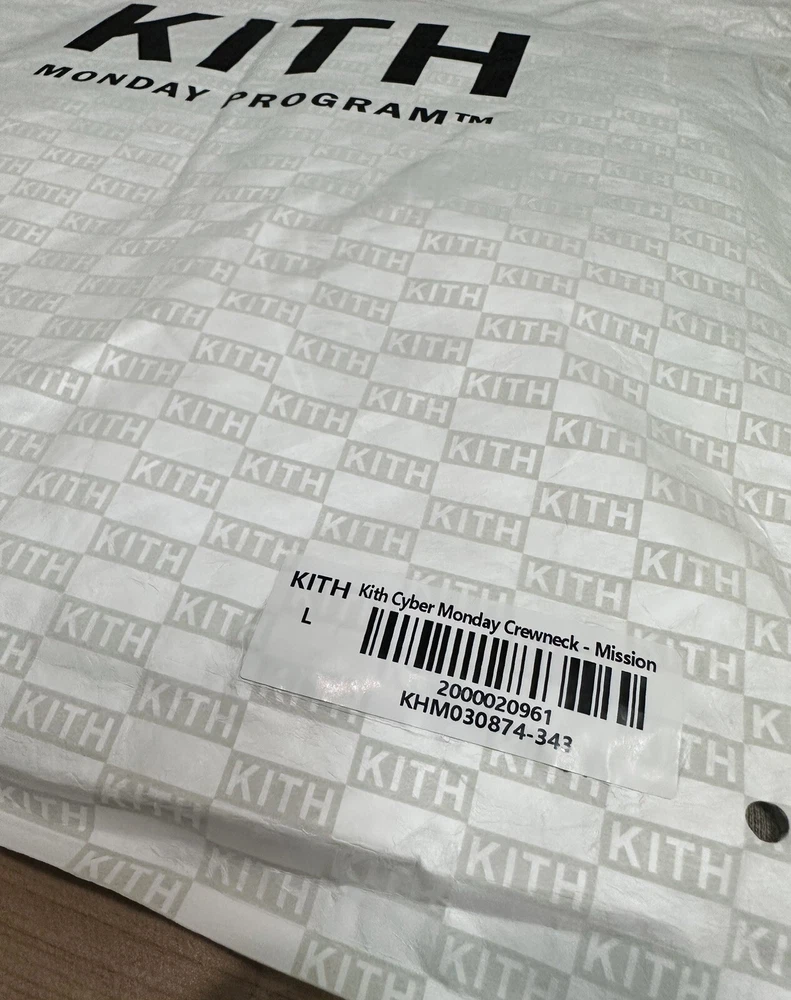 KITH
MONDAY PROGRAM™
KITH Kith Cyber Monday Crewneck - Mission
L
2000020961
KHM030874-343